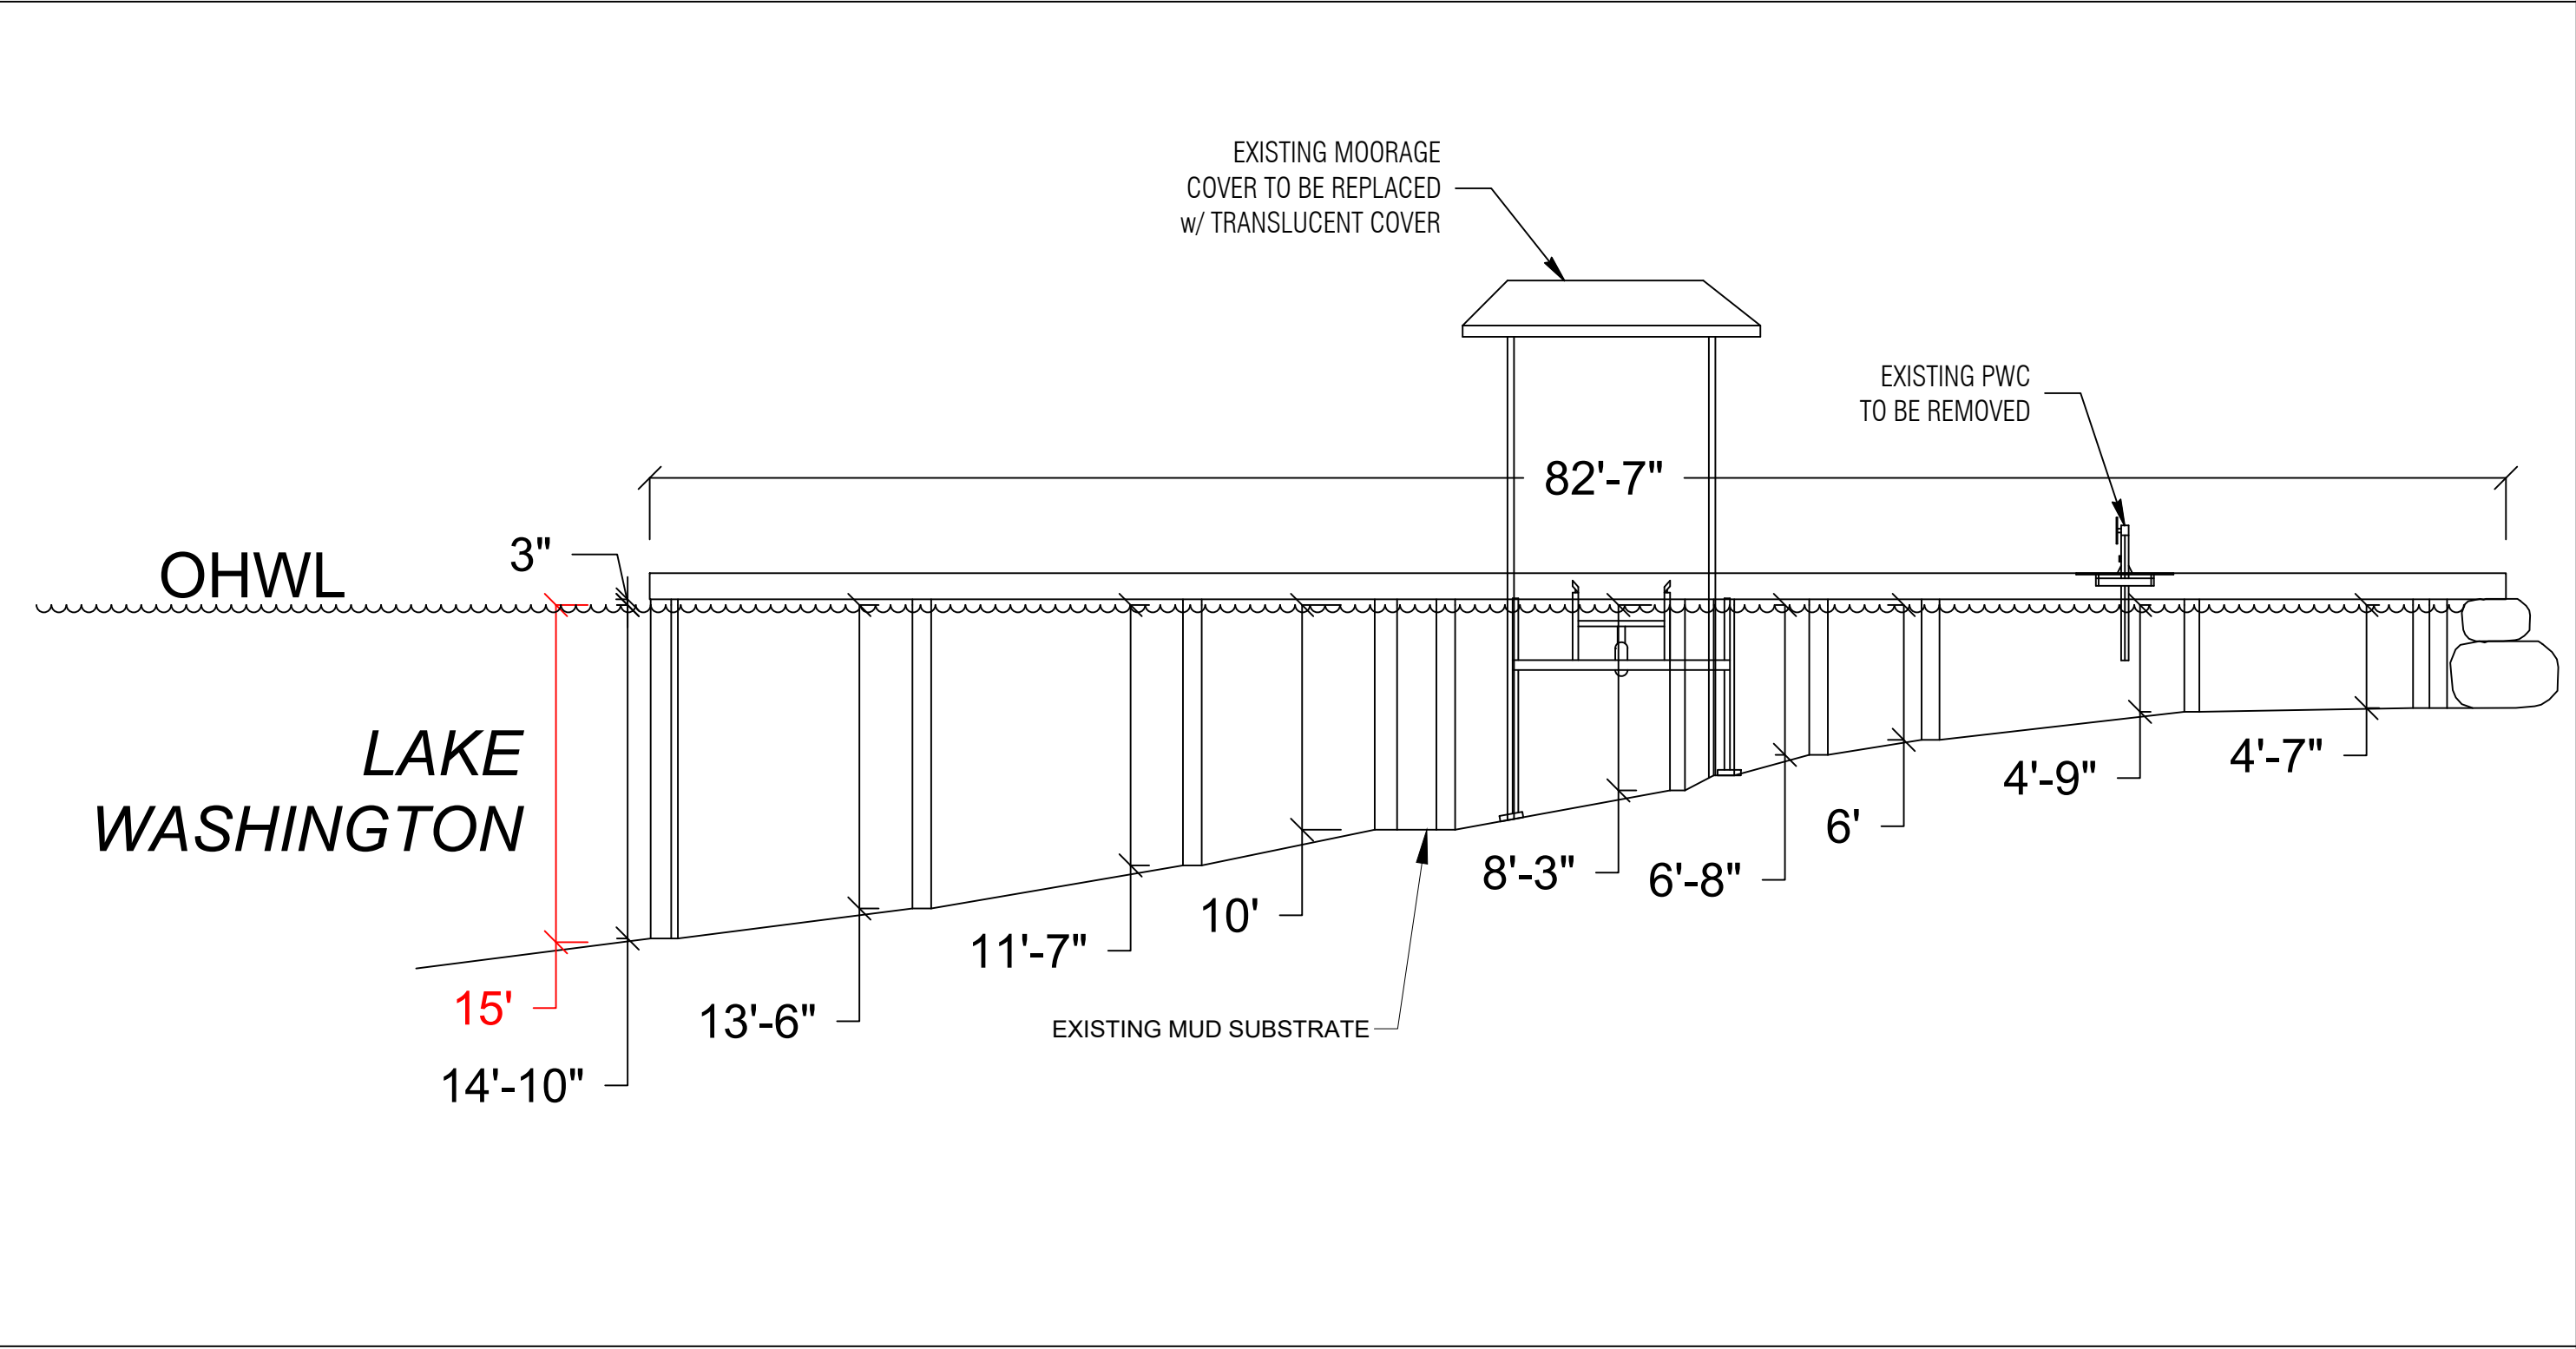 EXISTING MOORAGE
COVER TO BE REPLACED
w/ TRANSLUCENT COVER
EXISTING PWC
TO BE REMOVED
82'-7"
3"
OHWL
LAKE
WASHINGTON
15'
14'-10"
13'-6"
11'-7"
10'
EXISTING MUD SUBSTRATE
8'-3"
6'-8"
6'
4'-9"
4'-7"